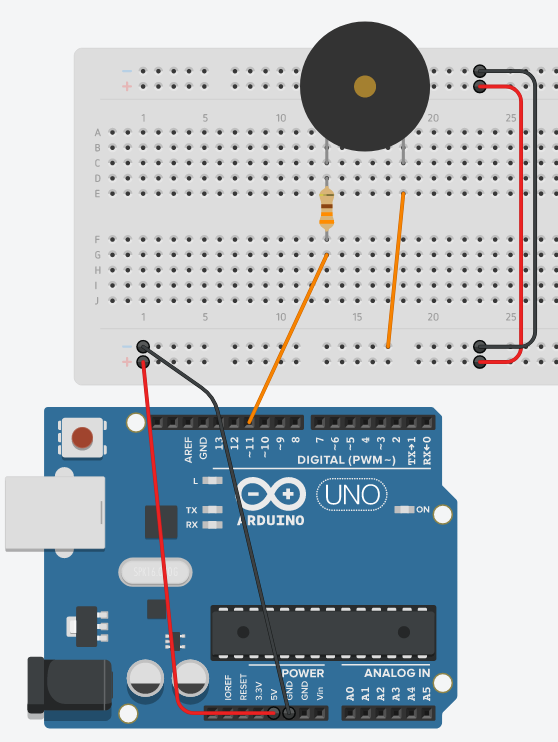 − −
+ +
1 5 10 20 25
A
B
C
D
E
F
G
H
I
J
1 5 10 15 20 25
−
+
AREF GND 13 12 ~11 ~10 ~9 8 7 ~6 ~5 4 ~3 2 TX→1 RX←0
DIGITAL (PWM ~)
L
TX
RX
UNO
ON
ARDUINO
POWER ANALOG IN
IOREF RESET 3.3V 5V GND GND Vin A0 A1 A2 A3 A4 A5